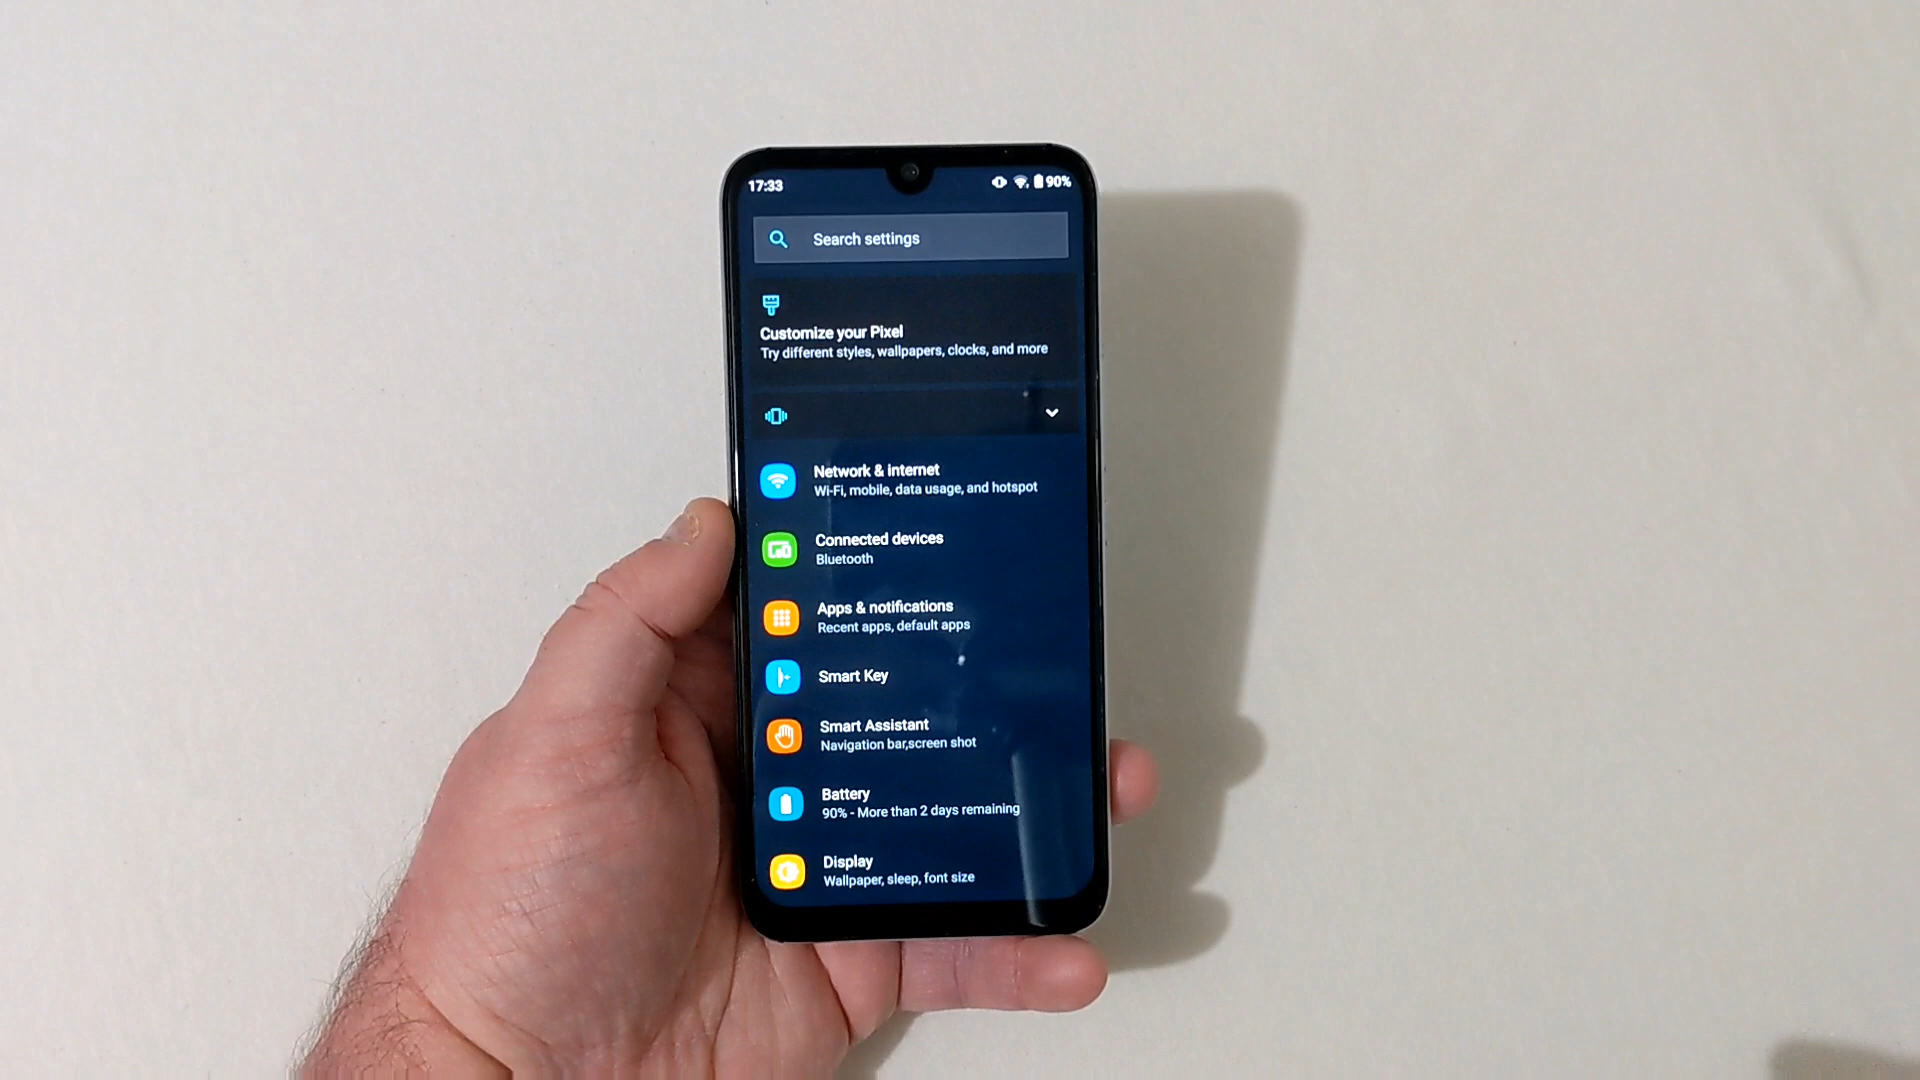 17:33
90%
Search settings
Customize your Pixel
Try different styles, wallpapers, clocks, and more
Network & internet
Wi-Fi, mobile, data usage, and hotspot
Connected devices
Bluetooth
Apps & notifications
Recent apps, default apps
Smart Key
Smart Assistant
Navigation bar,screen shot
Battery
90% - More than 2 days remaining
Display
Wallpaper, sleep, font size